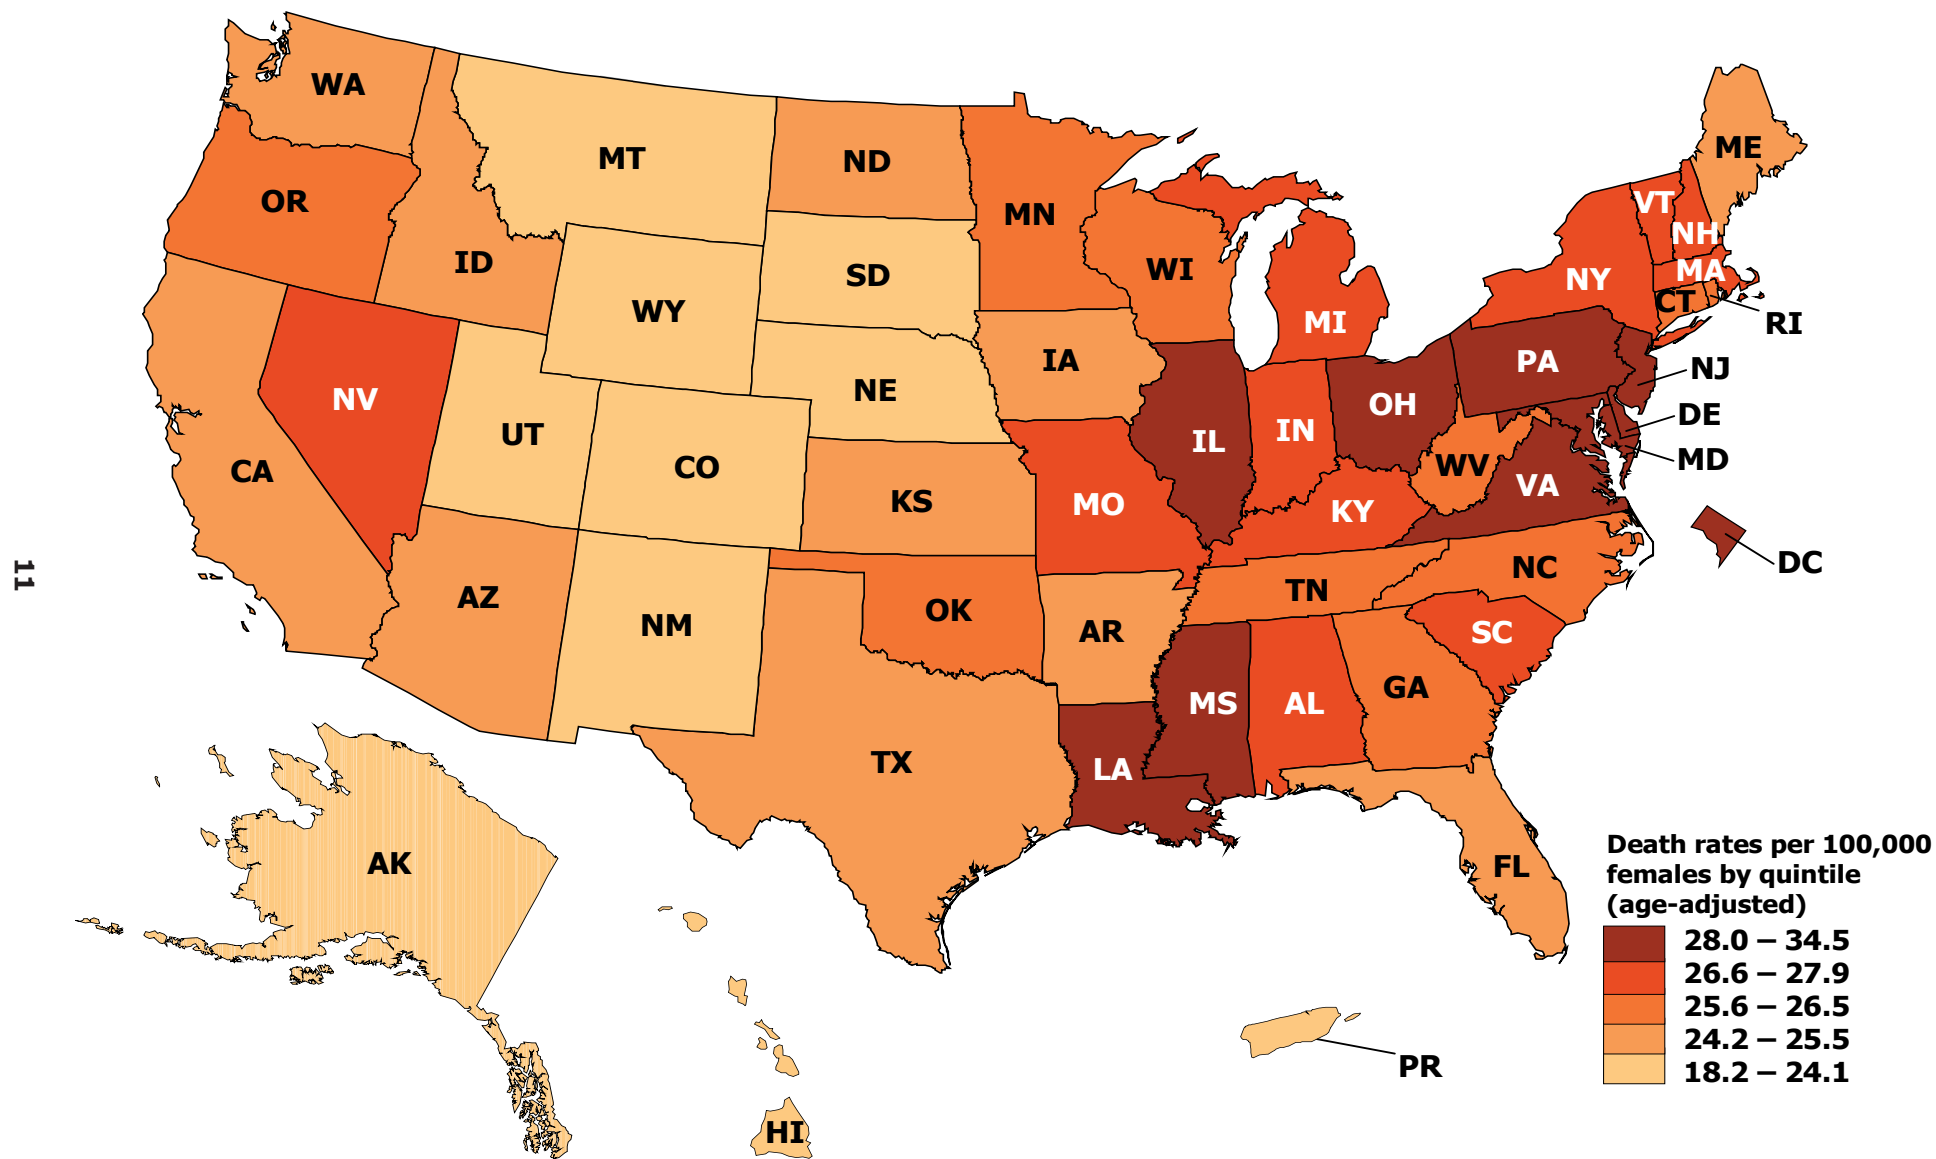 WA
MT
ND
MN
ME
OR
ID
SD
WI
VT
NH
WY
NY
MA
CT
RI
MI
IA
PA
NJ
NV
NE
OH
DE
UT
CO
IL
IN
WV
MD
CA
KS
MO
KY
VA
DC
11
AZ
NM
OK
AR
TN
NC
SC
TX
LA
MS
AL
GA
FL
AK
HI
PR
Death rates per 100,000
females by quintile
(age-adjusted)
28.0 – 34.5
26.6 – 27.9
25.6 – 26.5
24.2 – 25.5
18.2 – 24.1